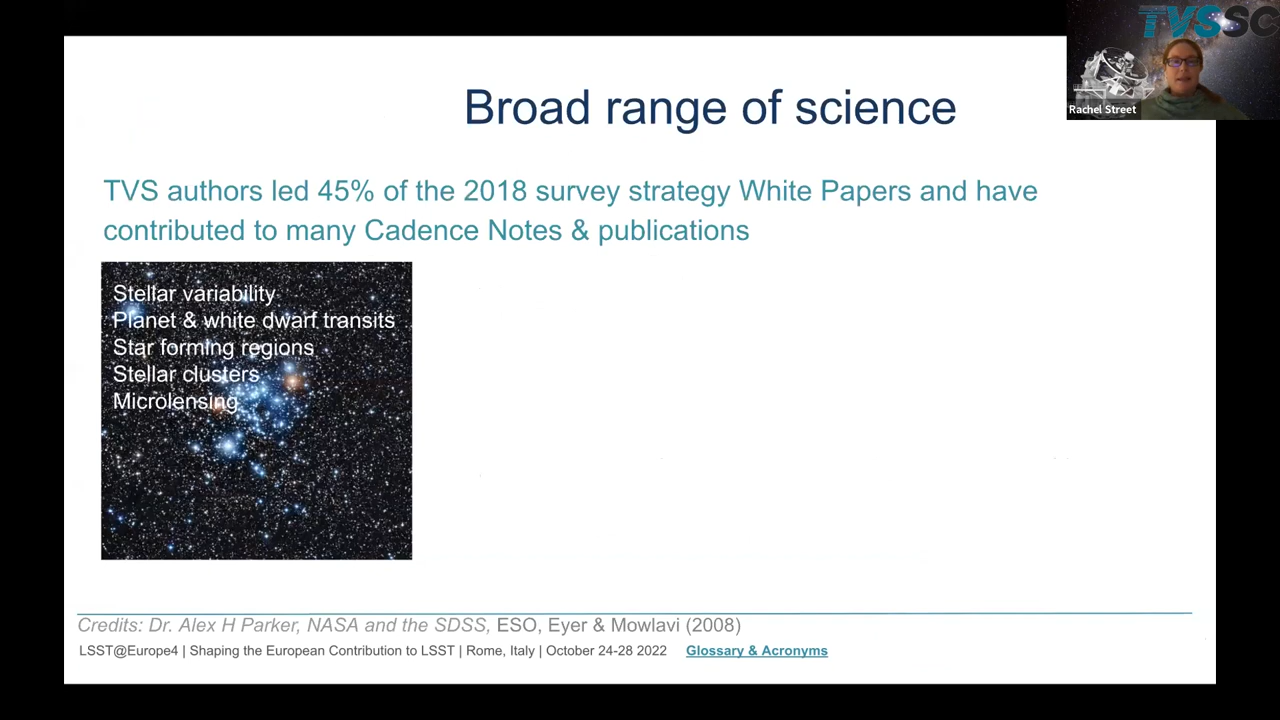 TVSSC
Rachel Street
Broad range of science
TVS authors led 45% of the 2018 survey strategy White Papers and have
contributed to many Cadence Notes & publications
Stellar variability
Planet & white dwarf transits
Star forming regions
Stellar clusters
Microlensing
Credits: Dr. Alex H Parker, NASA and the SDSS, ESO, Eyer & Mowlavi (2008)
LSST@Europe4 | Shaping the European Contribution to LSST | Rome, Italy | October 24-28 2022 Glossary & Acronyms